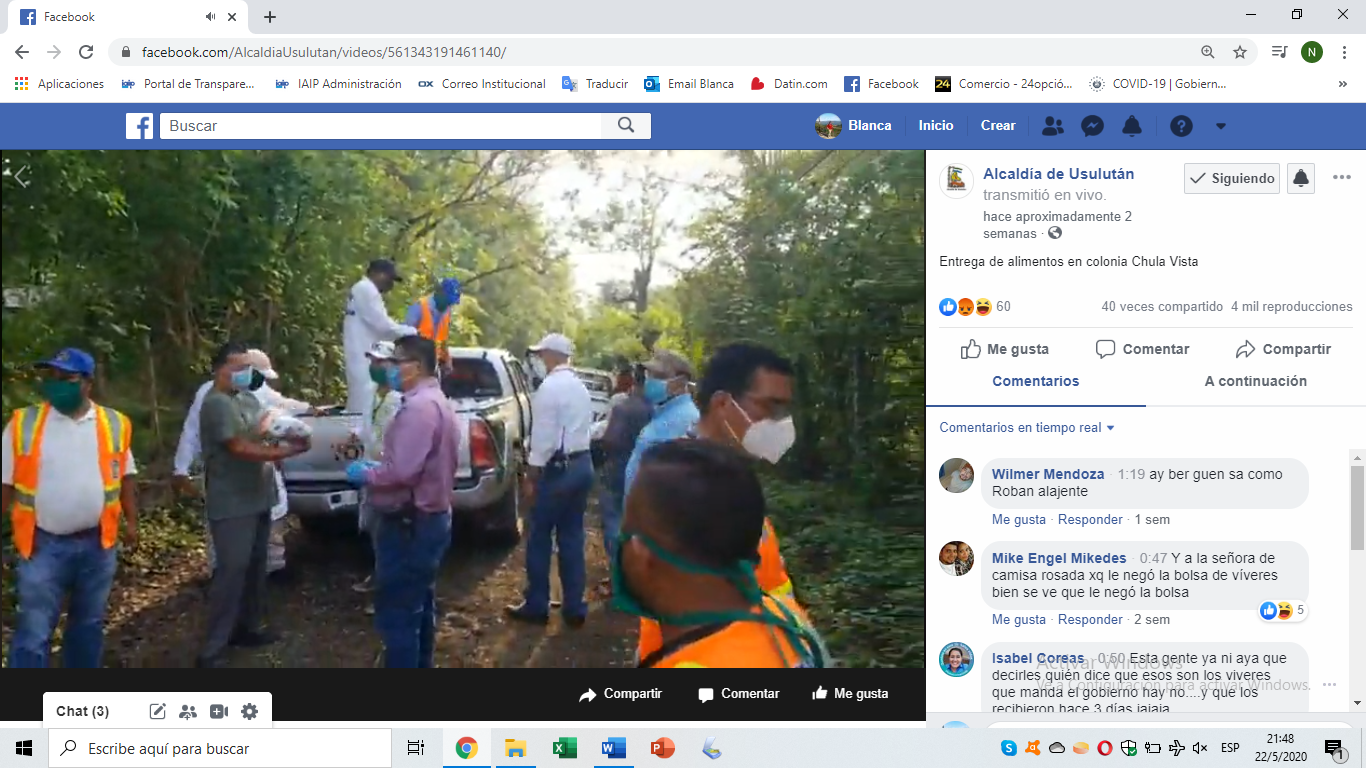 Facebook
facebook.com/AlcaldiaUsulutan/videos/561343191461140/
N
Aplicaciones
Portal de Transpare...
IAIP Administración
Correo Institucional
Traducir
Email Blanca
Datin.com
Facebook
24 Comercio - 24opció...
COVID-19 | Gobiern...
Buscar
Blanca
Inicio
Crear
Alcaldía de Usulután
transmitió en vivo.
hace aproximadamente 2
semanas ·
Siguiendo
Entrega de alimentos en colonia Chula Vista
60
40 veces compartido 4 mil reproducciones
Me gusta
Comentar
Compartir
Comentarios
A continuación
Comentarios en tiempo real
Wilmer Mendoza · 1:19 ay ber guen sa como
Roban alajente
Me gusta · Responder · 1 sem
Mike Engel Mikedes · 0:47 Y a la señora de
camisa rosada xq le negó la bolsa de víveres
bien se ve que le negó la bolsa
5
Me gusta · Responder · 2 sem
Isabel Coreas · 0:50 Esta gente ya ni aya que
decirles quién dice que esos son los viveres
que manda el gobierno hay no....y que los
recibieron hace 3 días jajaja
Activar Windows
Ve a Configuración para activar Windows.
Compartir
Comentar
Me gusta
Chat (3)
Escribe aquí para buscar
ESP
21:48
22/5/2020
1